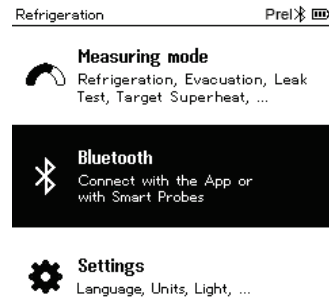 Refrigeration Prel
Measuring mode
Refrigeration, Evacuation, Leak
Test, Target Superheat, ...
Bluetooth
Connect with the App or
with Smart Probes
Settings
Language, Units, Light, ...